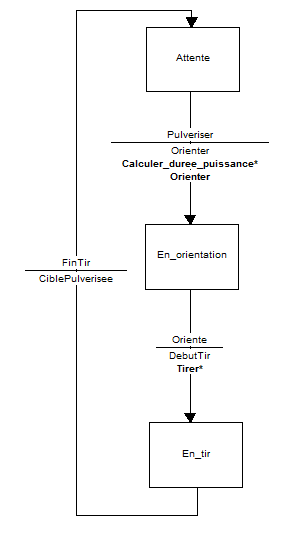 Attente
Pulveriser
Orienter
Calculer_duree_puissance*
Orienter
En_orientation
FinTir
CiblePulverisee
Oriente
DebutTir
Tirer*
En_tir